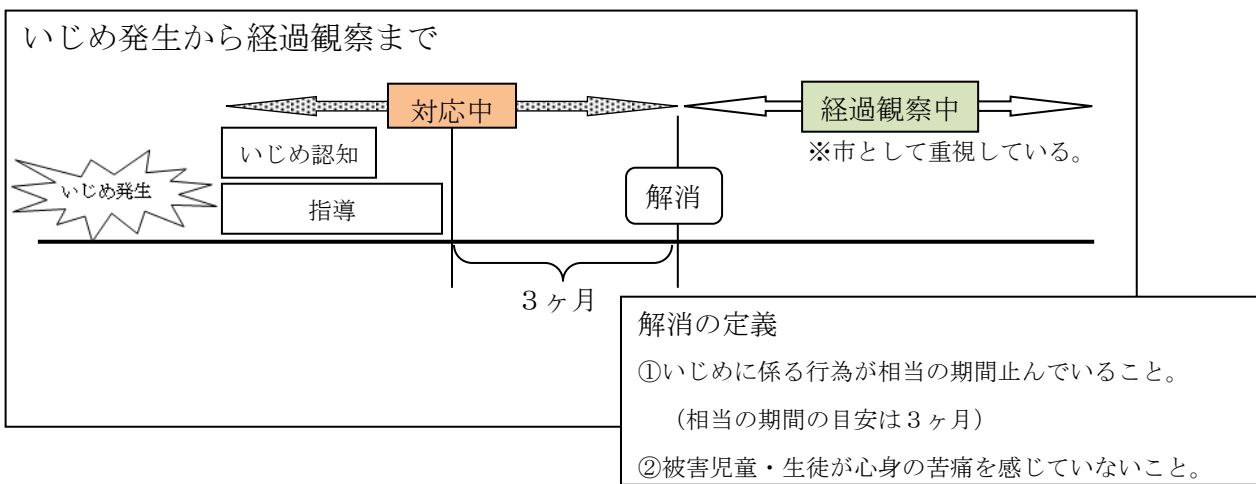 いじめ発生から経過観察まで
対応中
経過観察中
いじめ認知
※市として重視している。
いじめ発生
指導
解消
３ヶ月
解消の定義
①いじめに係る行為が相当の期間止んでいること。
（相当の期間の目安は３ヶ月）
②被害児童・生徒が心身の苦痛を感じていないこと。